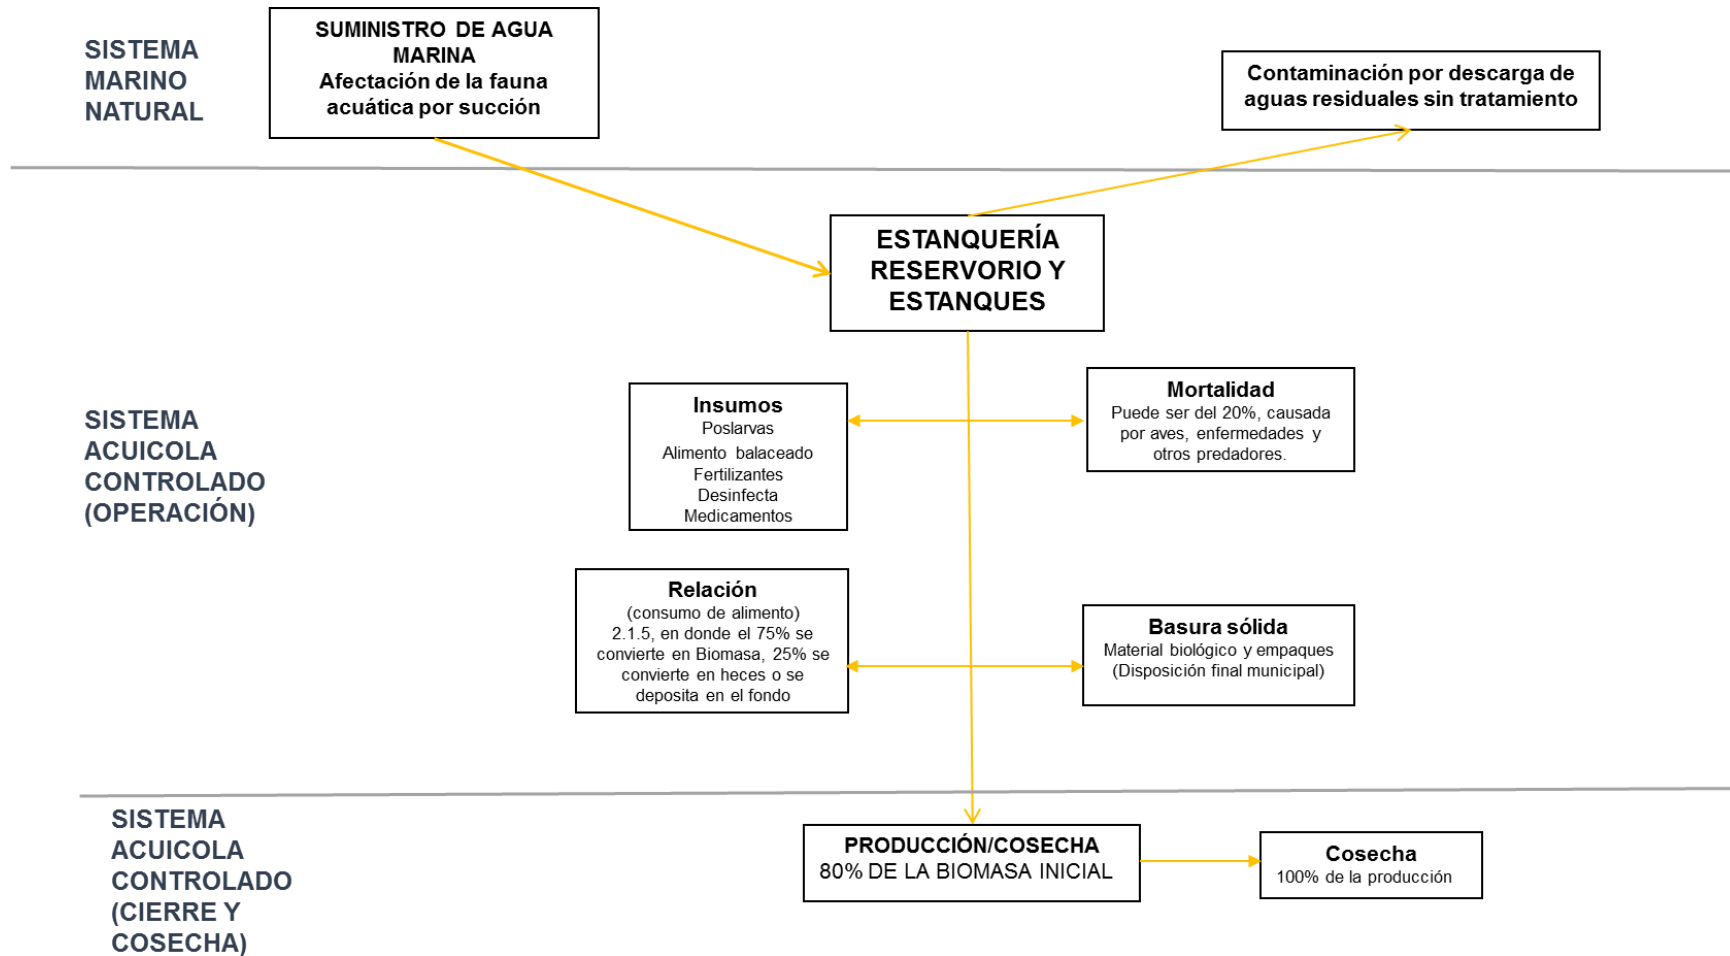 SISTEMA
MARINO
NATURAL
SUMINISTRO DE AGUA
MARINA
Afectación de la fauna
acuática por succión
Contaminación por descarga de
aguas residuales sin tratamiento
ESTANQUERÍA
RESERVORIO Y
ESTANQUES
SISTEMA
ACUICOLA
CONTROLADO
(OPERACIÓN)
Insumos
Poslarvas
Alimento balaceado
Fertilizantes
Desinfecta
Medicamentos
Mortalidad
Puede ser del 20%, causada
por aves, enfermedades y
otros predadores.
Relación
(consumo de alimento)
2.1.5, en donde el 75% se
convierte en Biomasa, 25% se
convierte en heces o se
deposita en el fondo
Basura sólida
Material biológico y empaques
(Disposición final municipal)
SISTEMA
ACUICOLA
CONTROLADO
(CIERRE Y
COSECHA)
PRODUCCIÓN/COSECHA
80% DE LA BIOMASA INICIAL
Cosecha
100% de la producción